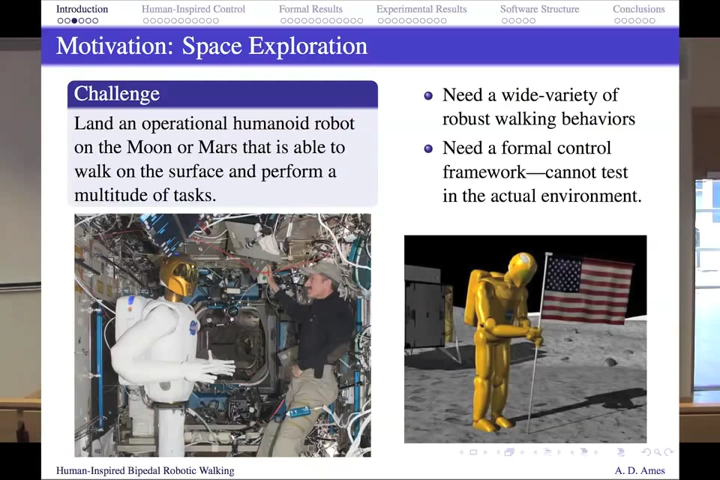 Introduction Human-Inspired Control Formal Results Experimental Results Software Structure Conclusions
Motivation: Space Exploration
Challenge
Land an operational humanoid robot
on the Moon or Mars that is able to
walk on the surface and perform a
multitude of tasks.
Need a wide-variety of
robust walking behaviors
Need a formal control
framework—cannot test
in the actual environment.
Human-Inspired Bipedal Robotic Walking A. D. Ames